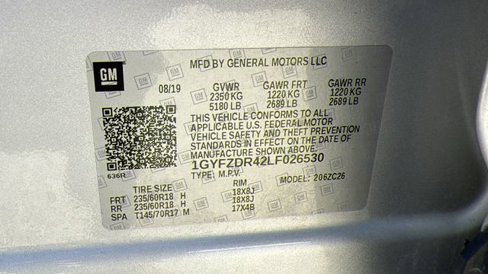 GM
MFD BY GENERAL MOTORS LLC
08/19 GVWR GAWR FRT GAWR RR
2350 KG 1220 KG 1220 KG
5180 LB 2689 LB 2689 LB
THIS VEHICLE CONFORMS TO ALL
APPLICABLE U.S. FEDERAL MOTOR
VEHICLE SAFETY AND THEFT PREVENTION
STANDARDS IN EFFECT ON THE DATE OF
MANUFACTURE SHOWN ABOVE.
1GYFZDR42LF026530
636R
TYPE: M.P.V. MODEL: 206ZC26
RIM
FRT 235/60R18 H 18X8J
RR 235/60R18 H 18X8J
SPA T145/70R17 M 17X4B